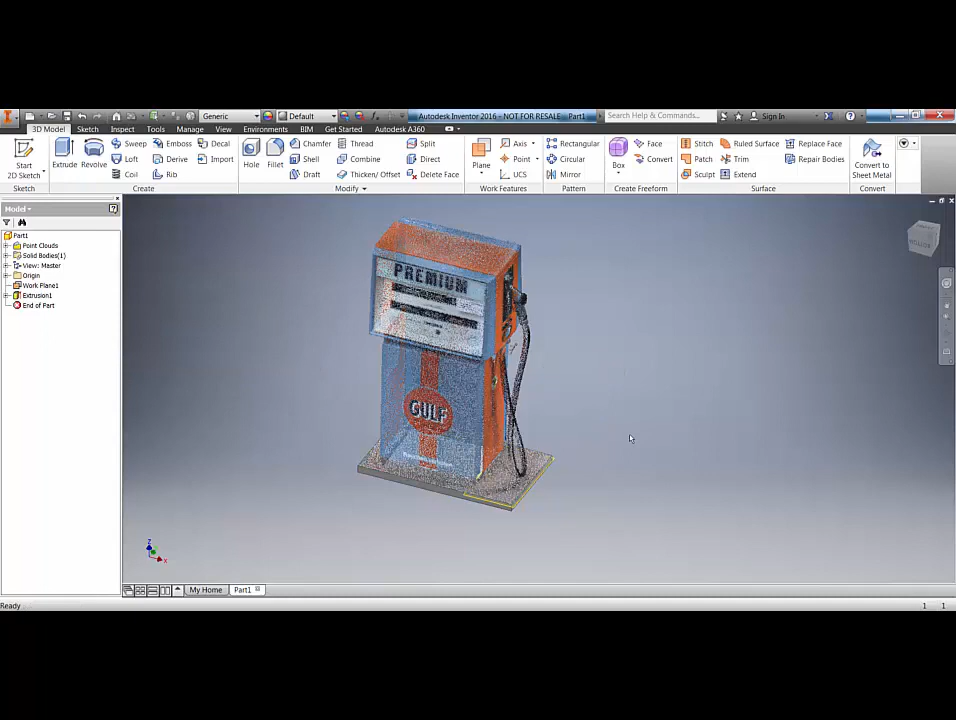 Generic
Default
Autodesk Inventor 2016 - NOT FOR RESALE
Part1
Search Help & Commands...
Sign In
3D Model
Sketch
Inspect
Tools
Manage
View
Environments
BIM
Get Started
Autodesk A360
Start
2D Sketch
Extrude
Revolve
Sweep
Emboss
Decal
Loft
Derive
Import
Coil
Rib
Hole
Fillet
Chamfer
Thread
Split
Shell
Combine
Direct
Draft
Thicken/ Offset
Delete Face
Plane
Axis
Point
UCS
Rectangular
Circular
Mirror
Box
Face
Convert
Stitch
Ruled Surface
Replace Face
Patch
Trim
Repair Bodies
Sculpt
Extend
Convert to
Sheet Metal
Sketch
Create
Modify
Work Features
Pattern
Create Freeform
Surface
Convert
Model
Part1
Point Clouds
Solid Bodies(1)
View: Master
Origin
Work Plane1
Extrusion1
End of Part
PREMIUM
GULF
Z
X
My Home
Part1
Ready
1
1